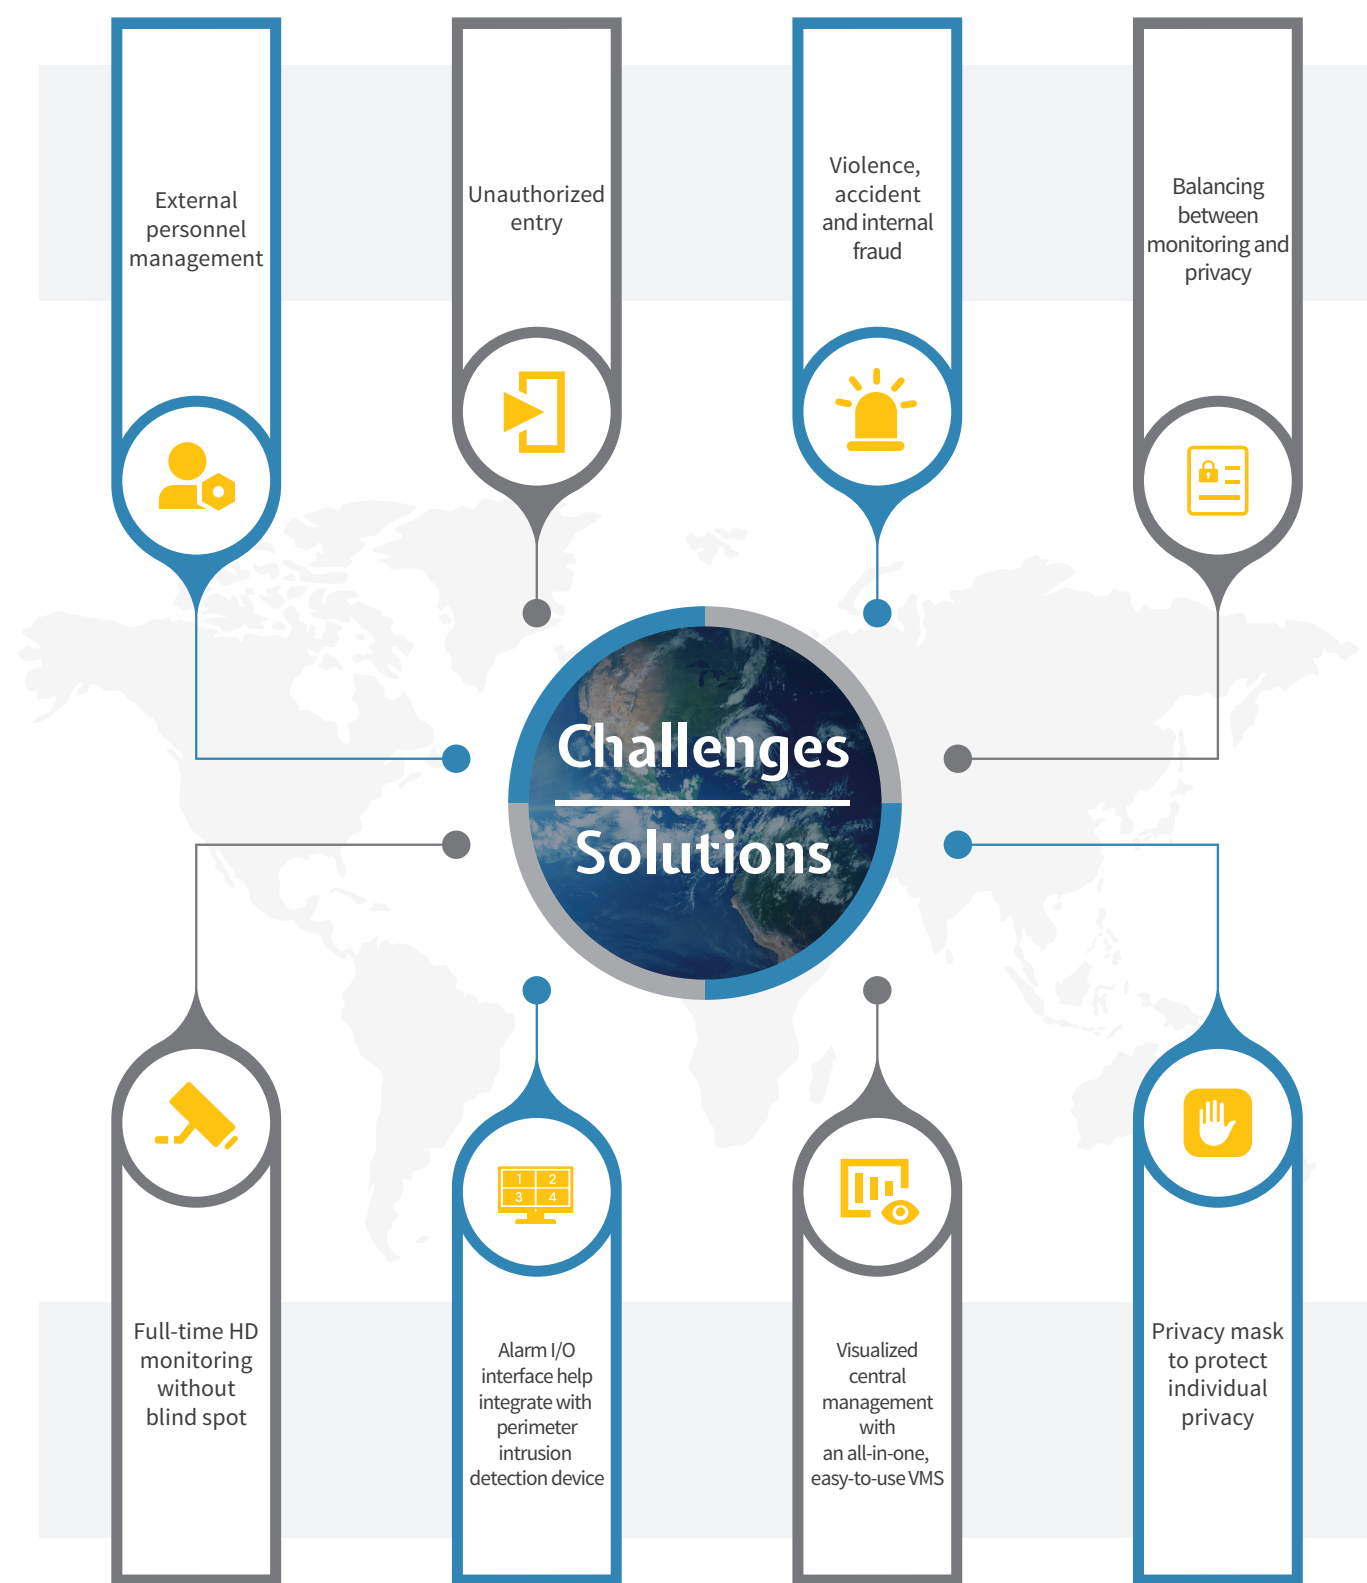 External
personnel
management
Unauthorized
entry
Violence,
accident
and internal
fraud
Balancing
between
monitoring and
privacy
Challenges
Solutions
1 2
3 4
Full-time HD
monitoring
without
blind spot
Alarm I/O
interface help
integrate with
perimeter
intrusion
detection device
Visualized
central
management
with
an all-in-one,
easy-to-use VMS
Privacy mask
to protect
individual
privacy